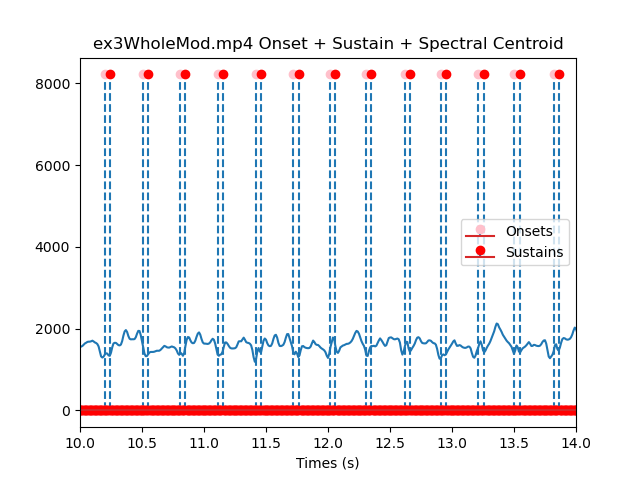 ex3WholeMod.mp4 Onset + Sustain + Spectral Centroid
8000
6000
4000
2000
0
Onsets
Sustains
10.0 10.5 11.0 11.5 12.0 12.5 13.0 13.5 14.0
Times (s)